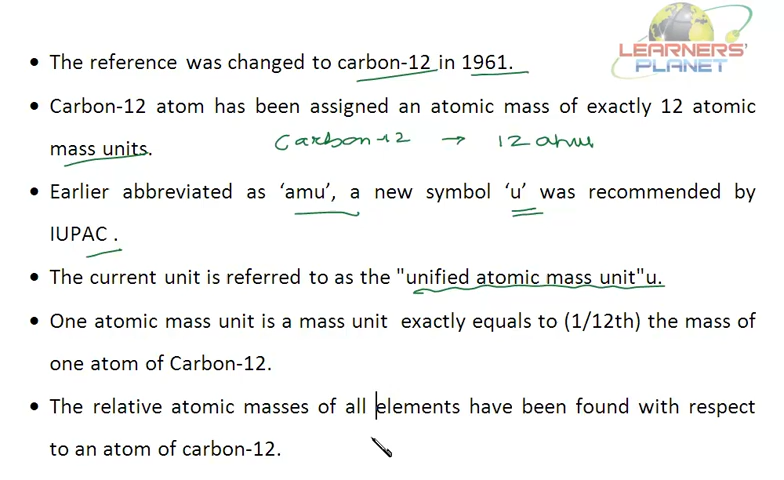 LEARNERS'
PLANET
• The reference was changed to carbon-12 in 1961.
• Carbon-12 atom has been assigned an atomic mass of exactly 12 atomic
mass units.
Carbon-12 → 12 amu
• Earlier abbreviated as ‘amu’, a new symbol ‘u’ was recommended by
IUPAC .
• The current unit is referred to as the "unified atomic mass unit"u.
• One atomic mass unit is a mass unit exactly equals to (1/12th) the mass of
one atom of Carbon-12.
• The relative atomic masses of all elements have been found with respect
to an atom of carbon-12.